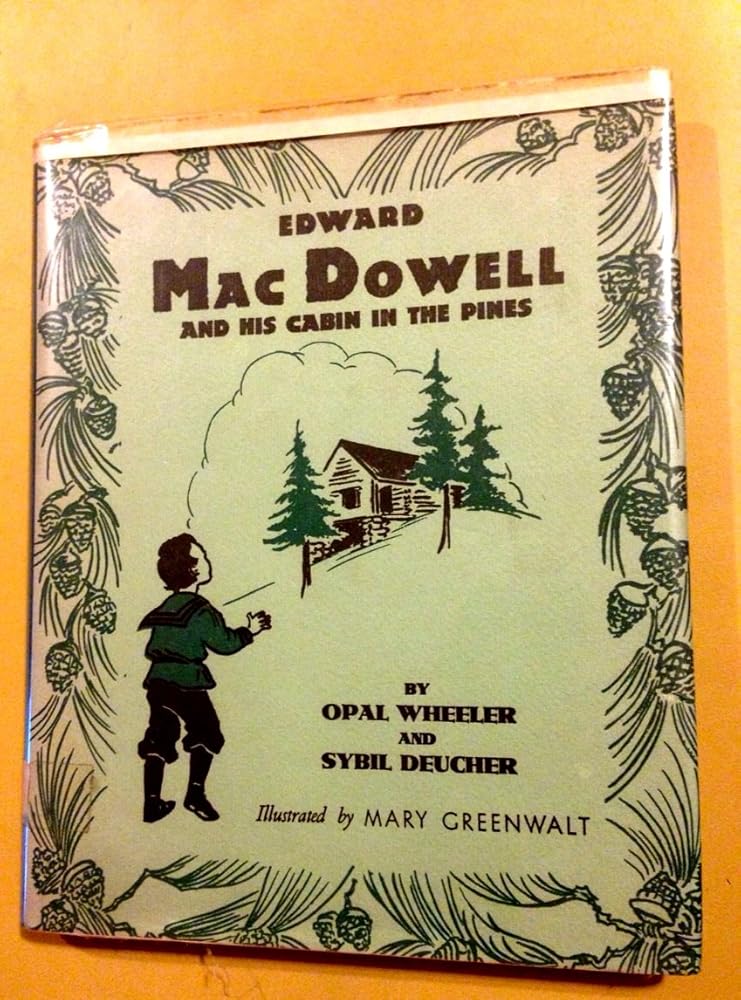 EDWARD
MAC DOWELL
AND HIS CABIN IN THE PINES
BY
OPAL WHEELER
AND
SYBIL DEUCHER
Illustrated by MARY GREENWALT